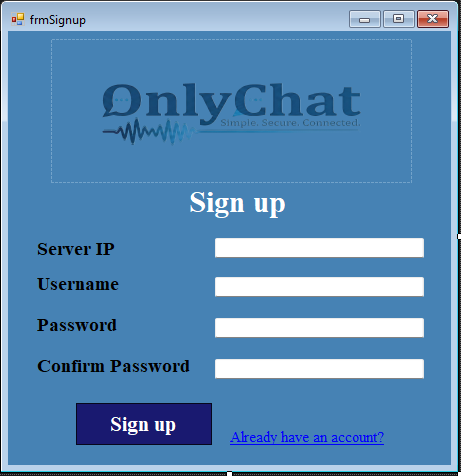 frmSignup
OnlyChat
Simple. Secure. Connected.
Sign up
Server IP
Username
Password
Confirm Password
Sign up
Already have an account?